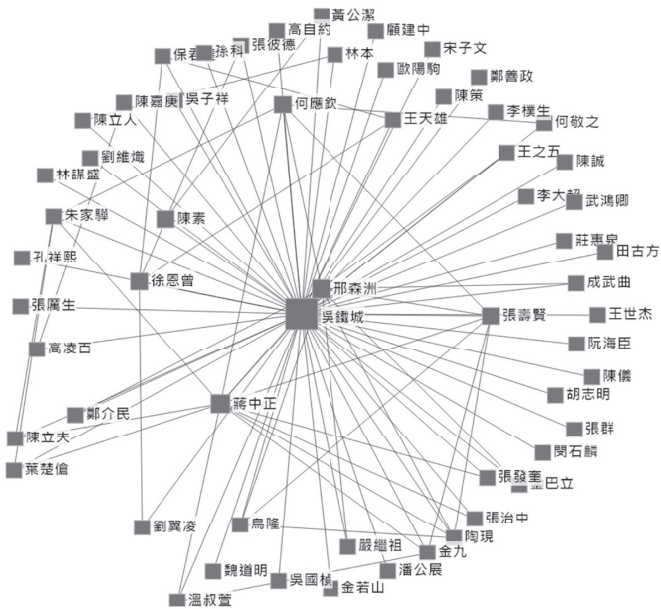 黃公潔
高自約
顧建中
張彼德
宋子文
孫科
林本
歐陽駒
鄭善政
吳子祥
陳嘉庚
何應欽
陳策
李樸生
王天雄
何敬之
陳立人
王之五
陳誠
劉維熾
林謀盛
李大超
武鴻卿
朱家驊
陳素
莊惠泉
田古方
孔祥熙
徐恩曾
邢森洲
成武曲
張厲生
吳鐵城
張壽賢
王世杰
高凌百
阮海臣
陳儀
胡志明
鄭介民
蔣中正
張群
陳立夫
閔石麟
葉楚傖
張發奎
巴立
劉翼凌
烏隆
張治中
陶現
嚴繼祖
金九
魏道明
吳國楨
潘公展
金若山
溫叔萱